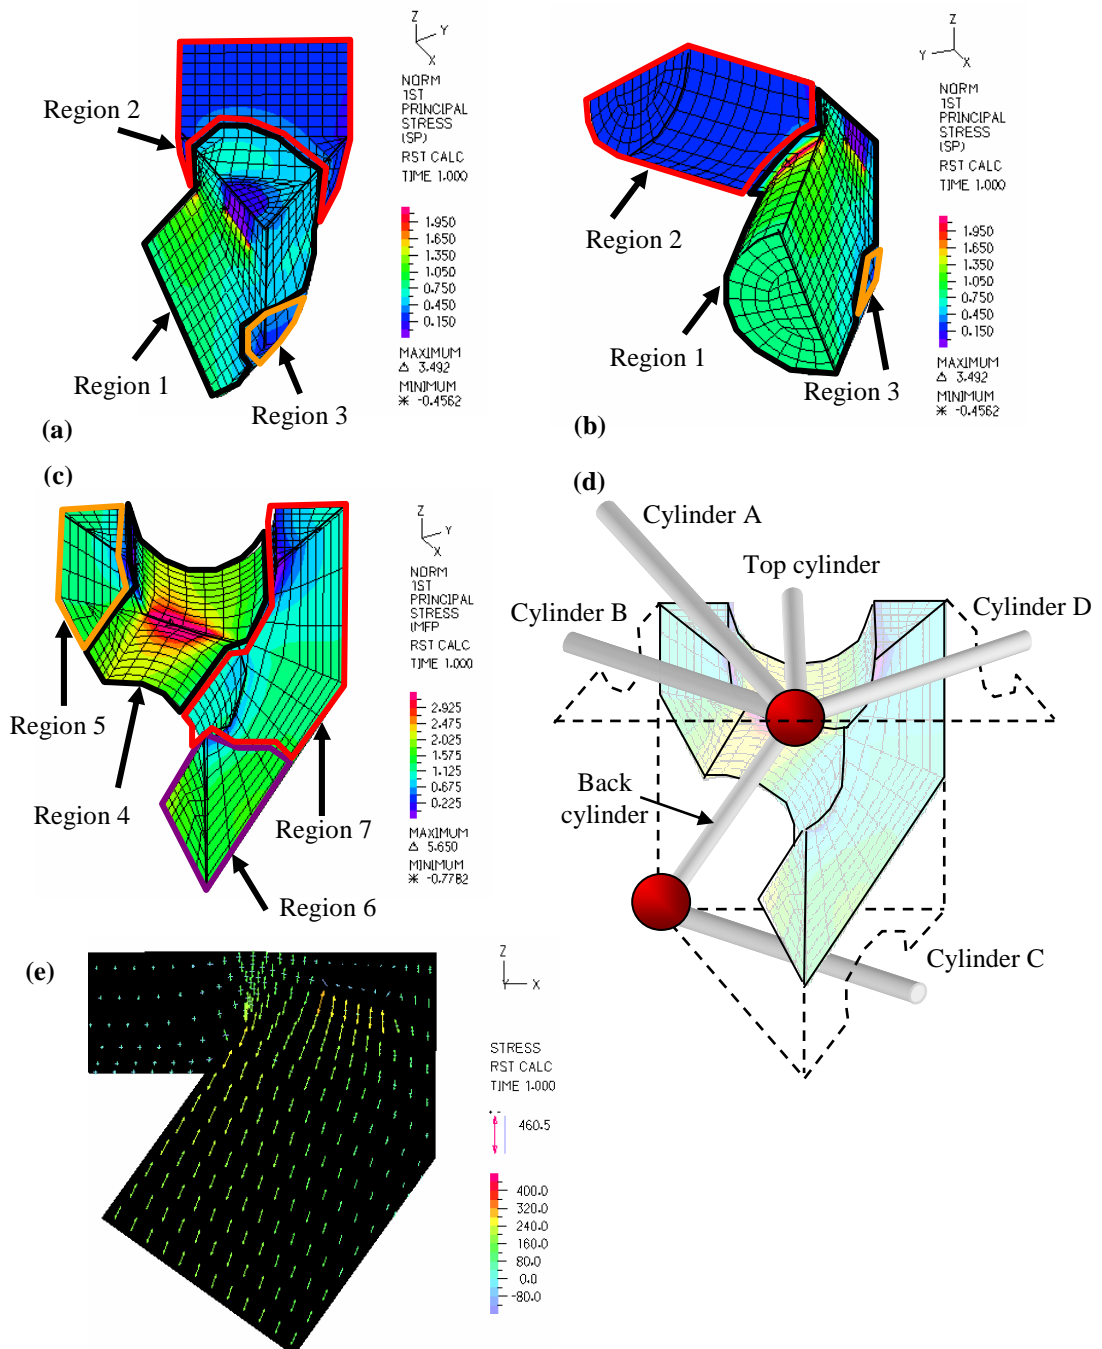 Z
Y
X
NORM
1ST
PRINCIPAL
STRESS
(SP)
RST CALC
TIME 1.000
1.950
1.650
1.350
1.050
0.750
0.450
0.150
MAXIMUM
Δ 3.492
MINIMUM
* -0.4562
Region 2
Region 1
Region 3
(a)
Z
Y
X
NORM
1ST
PRINCIPAL
STRESS
(SP)
RST CALC
TIME 1.000
1.950
1.650
1.350
1.050
0.750
0.450
0.150
MAXIMUM
Δ 3.492
MINIMUM
* -0.4562
Region 2
Region 1
Region 3
(b)
(c)
Z
Y
X
NORM
1ST
PRINCIPAL
STRESS
(MFP)
RST CALC
TIME 1.000
2.925
2.475
2.025
1.575
1.125
0.675
0.225
MAXIMUM
Δ 5.650
MINIMUM
* -0.7782
Region 5
Region 4
Region 7
Region 6
(d)
Cylinder A
Top cylinder
Cylinder B
Cylinder D
Back
cylinder
Cylinder C
(e)
Z
Y
X
STRESS
RST CALC
TIME 1.000
460.5
400.0
320.0
240.0
160.0
80.0
0.0
-80.0